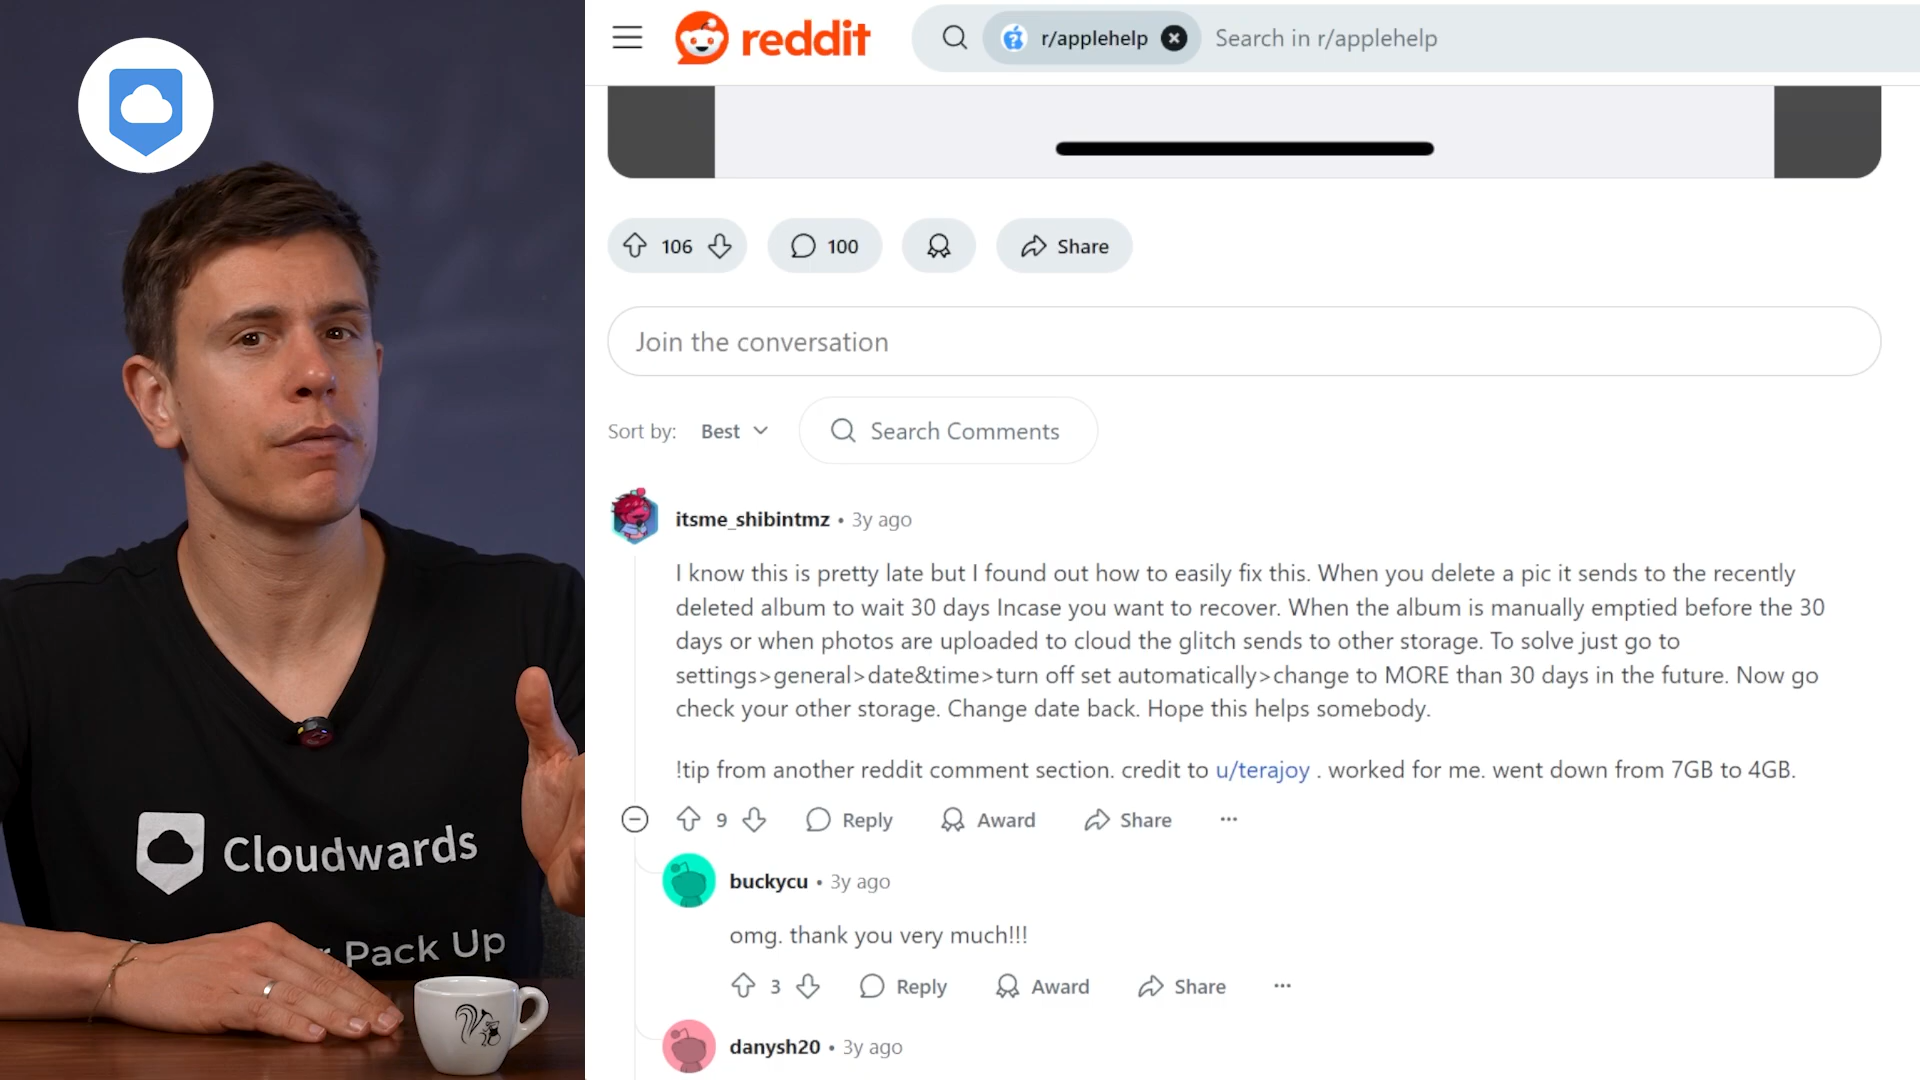 reddit
r/applehelp
Search in r/applehelp
106
100
Share
Join the conversation
Sort by:
Best
Search Comments
itsme_shibintmz • 3y ago
I know this is pretty late but I found out how to easily fix this. When you delete a pic it sends to the recently
deleted album to wait 30 days Incase you want to recover. When the album is manually emptied before the 30
days or when photos are uploaded to cloud the glitch sends to other storage. To solve just go to
settings>general>date&time>turn off set automatically>change to MORE than 30 days in the future. Now go
check your other storage. Change date back. Hope this helps somebody.
!tip from another reddit comment section. credit to u/terajoy . worked for me. went down from 7GB to 4GB.
9
Reply
Award
Share
buckycu • 3y ago
omg. thank you very much!!!
3
Reply
Award
Share
danysh20 • 3y ago
Cloudwards
Pack Up